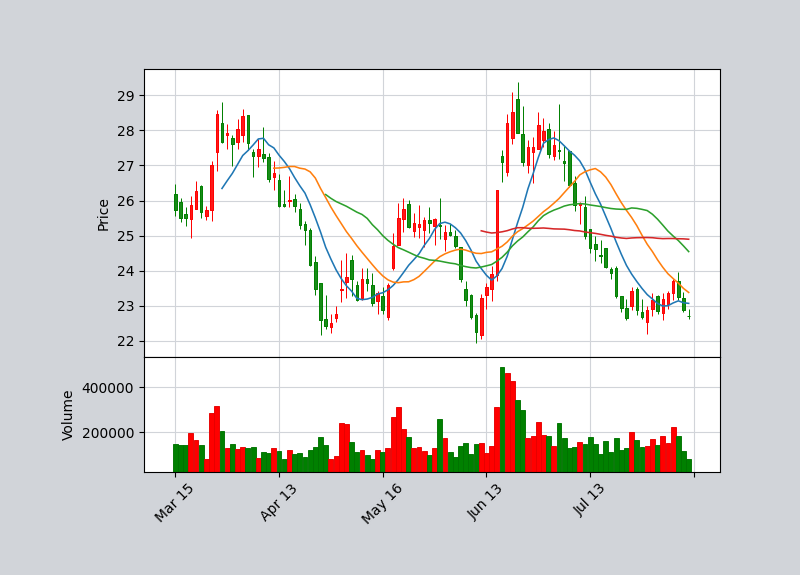 Price
29
28
27
26
25
24
23
22
Volume
400000
200000
Mar 15
Apr 13
May 16
Jun 13
Jul 13